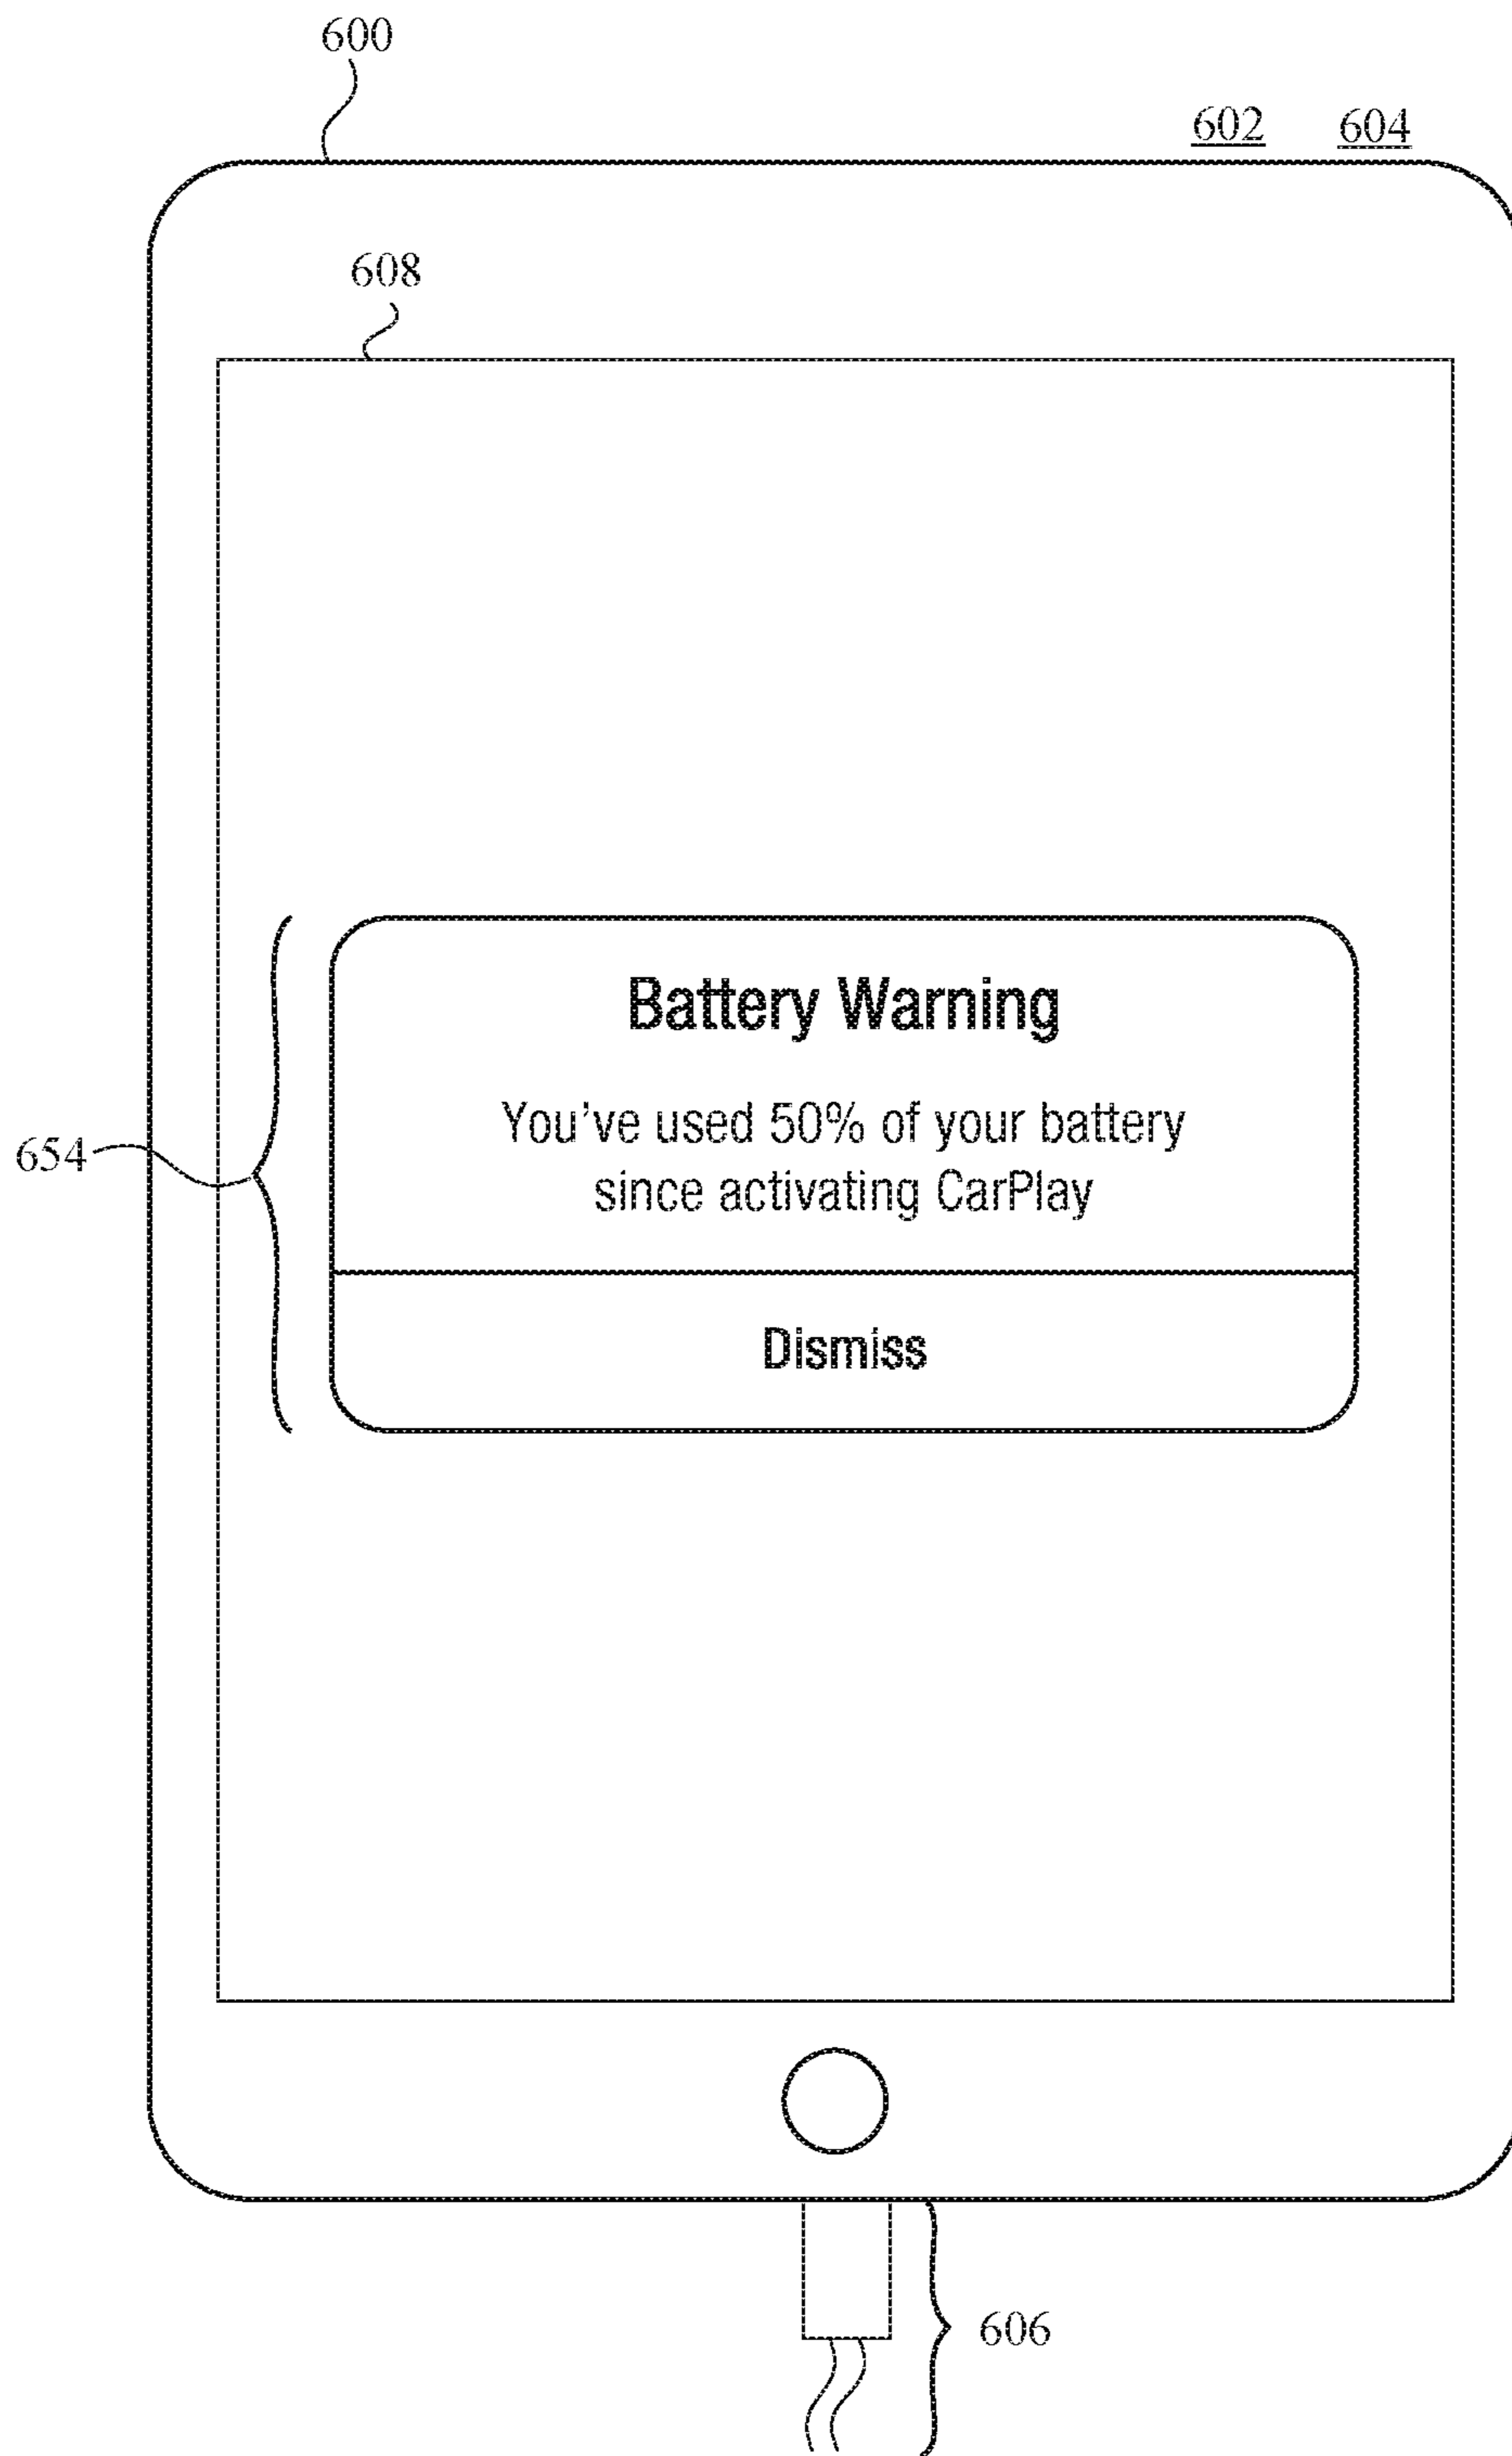 600
602 604
608
Battery Warning
You've used 50% of your battery
since activating CarPlay
654
Dismiss
606